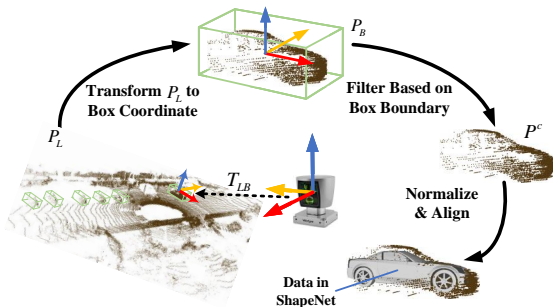 P_B
Transform P_L to
Box Coordinate
Filter Based on
Box Boundary
P_L
P^c
T_LB
Normalize
& Align
Data in
ShapeNet